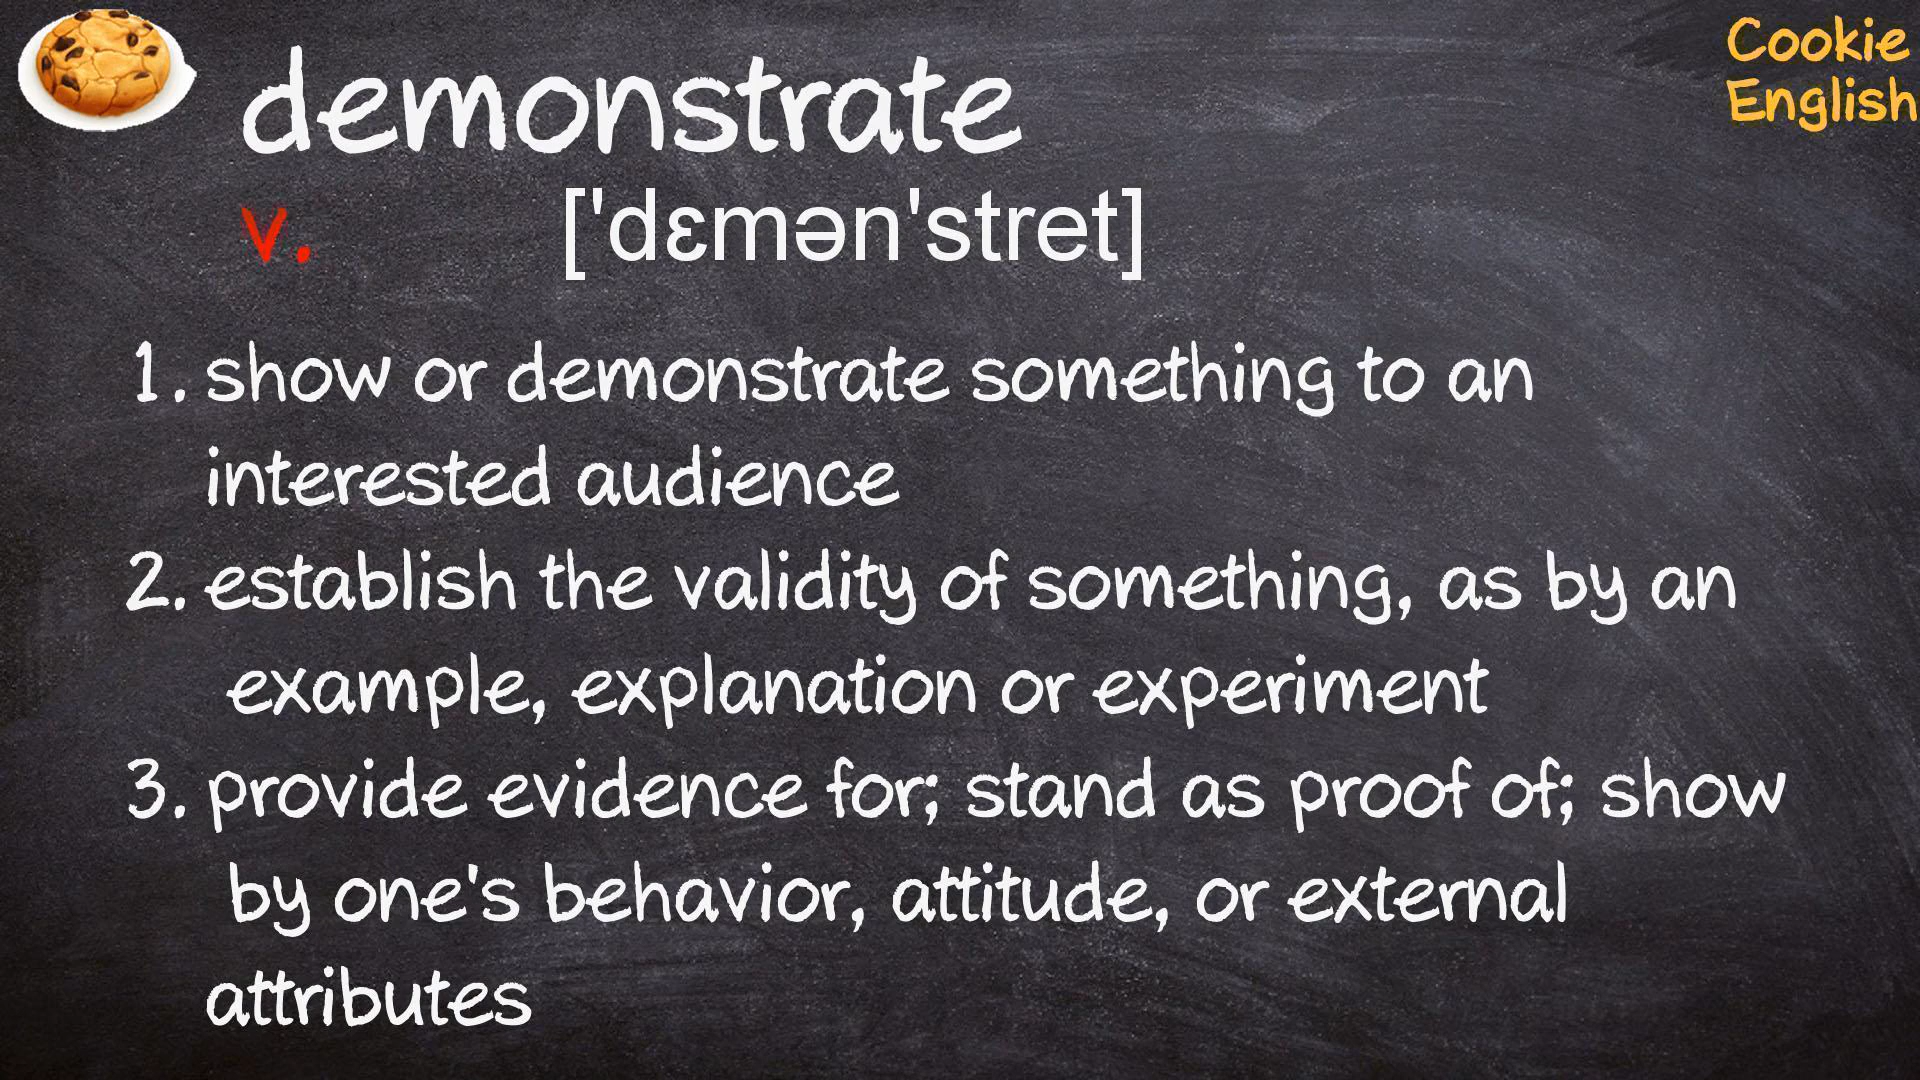 demonstrate
Cookie
English
v. ['dɛmən'stret]
1. show or demonstrate something to an
interested audience
2. establish the validity of something, as by an
example, explanation or experiment
3. provide evidence for; stand as proof of; show
by one's behavior, attitude, or external
attributes